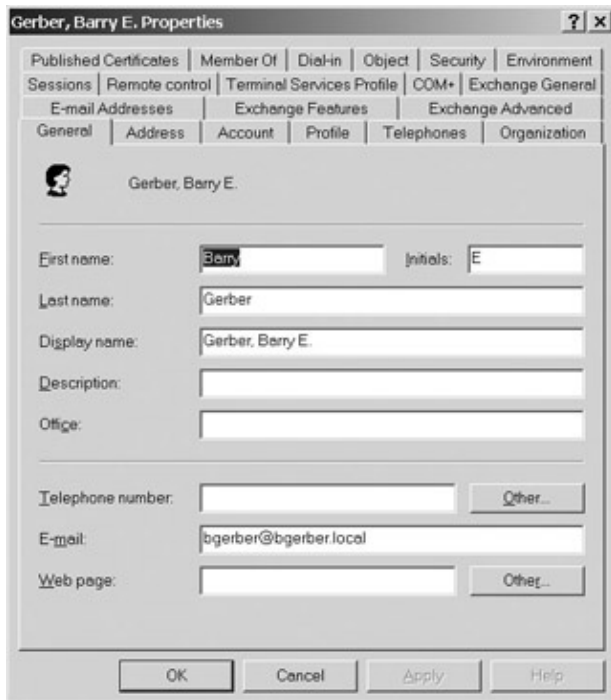 Gerber, Barry E. Properties ? ×
Published Certificates Member Of Dial-in Object Security Environment
Sessions Remote control Terminal Services Profile COM+ Exchange General
E-mail Addresses Exchange Features Exchange Advanced
General Address Account Profile Telephones Organization
Gerber, Barry E.
First name: Barry Initials: E
Last name: Gerber
Display name: Gerber, Barry E.
Description:
Office:
Telephone number: Other...
E-mail: bgerber@bgerber.local
Web page: Other...
OK Cancel Apply Help